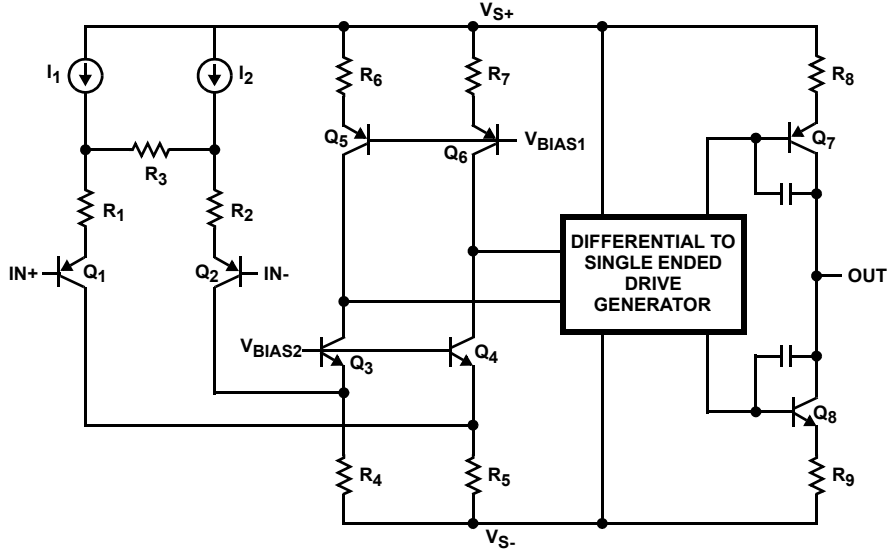 VS+
I1
I2
R6
R7
R8
Q5
Q6
VBIAS1
Q7
R3
R1
R2
IN+
Q1
Q2
IN-
DIFFERENTIAL TO
SINGLE ENDED
DRIVE
GENERATOR
OUT
VBIAS2
Q3
Q4
Q8
R4
R5
R9
VS-